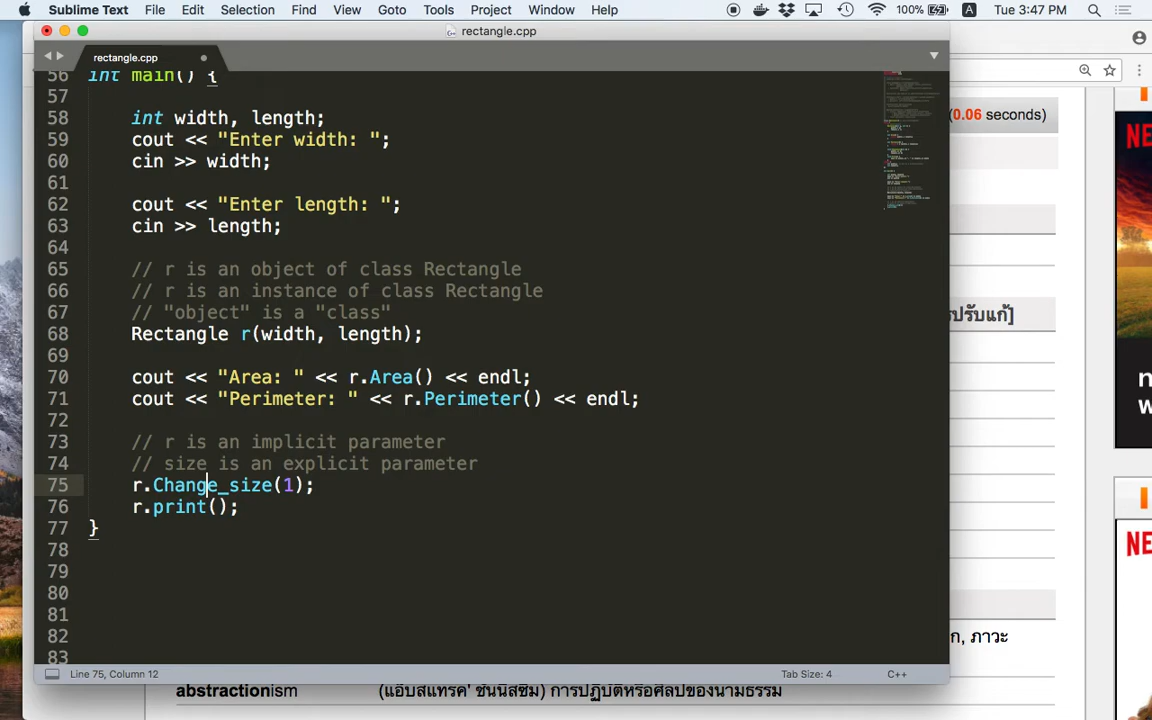 Sublime Text File Edit Selection Find View Goto Tools Project Window Help 100% A Tue 3:47 PM
rectangle.cpp
rectangle.cpp
56 int main() {
57
58 int width, length;
59 cout << "Enter width: ";
60 cin >> width;
61
62 cout << "Enter length: ";
63 cin >> length;
64
65 // r is an object of class Rectangle
66 // r is an instance of class Rectangle
67 // "object" is a "class"
68 Rectangle r(width, length);
69
70 cout << "Area: " << r.Area() << endl;
71 cout << "Perimeter: " << r.Perimeter() << endl;
72
73 // r is an implicit parameter
74 // size is an explicit parameter
75 r.Change_size(1);
76 r.print();
77 }
78
79
80
81
82
83
Line 75, Column 12 Tab Size: 4 C++
(0.06 seconds)
ปรับแก้]
ก, ภาวะ
abstractionism (แอ็บสแทรค' ชันนิสซึม) การปฏิบัติหรือศิลปของนามธรรม